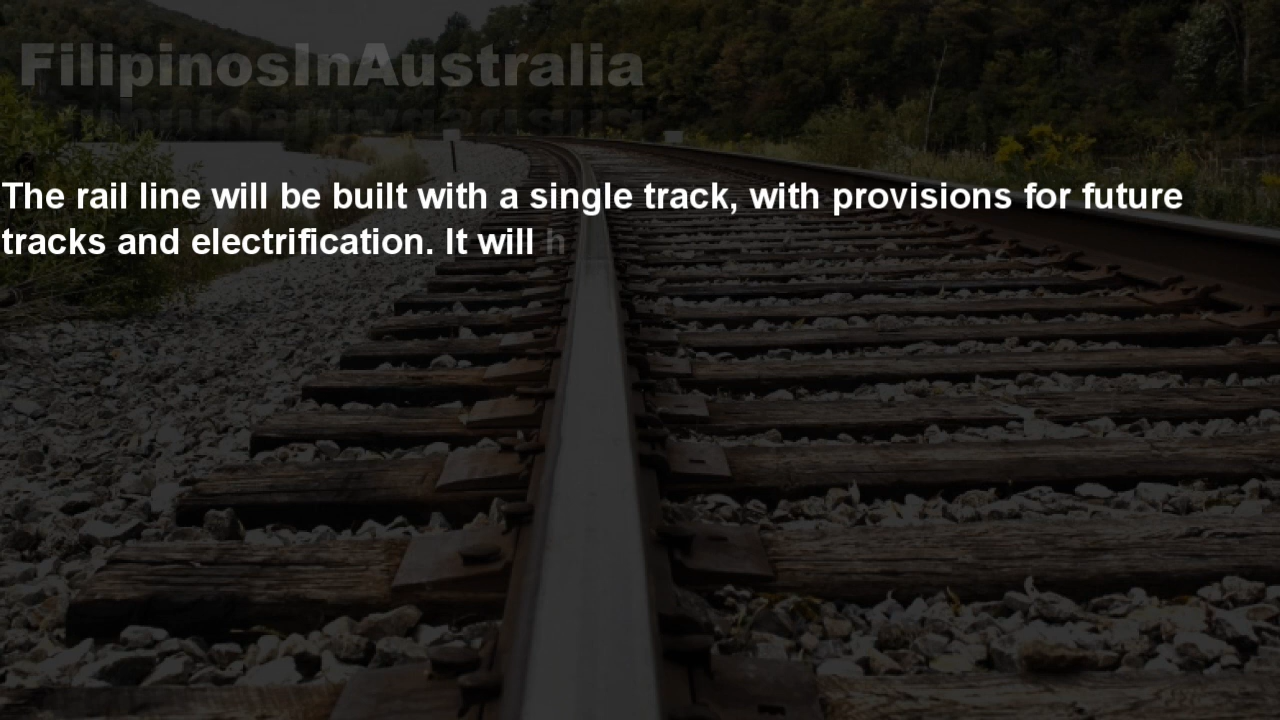 FilipinosInAustralia
The rail line will be built with a single track, with provisions for future
tracks and electrification. It will h